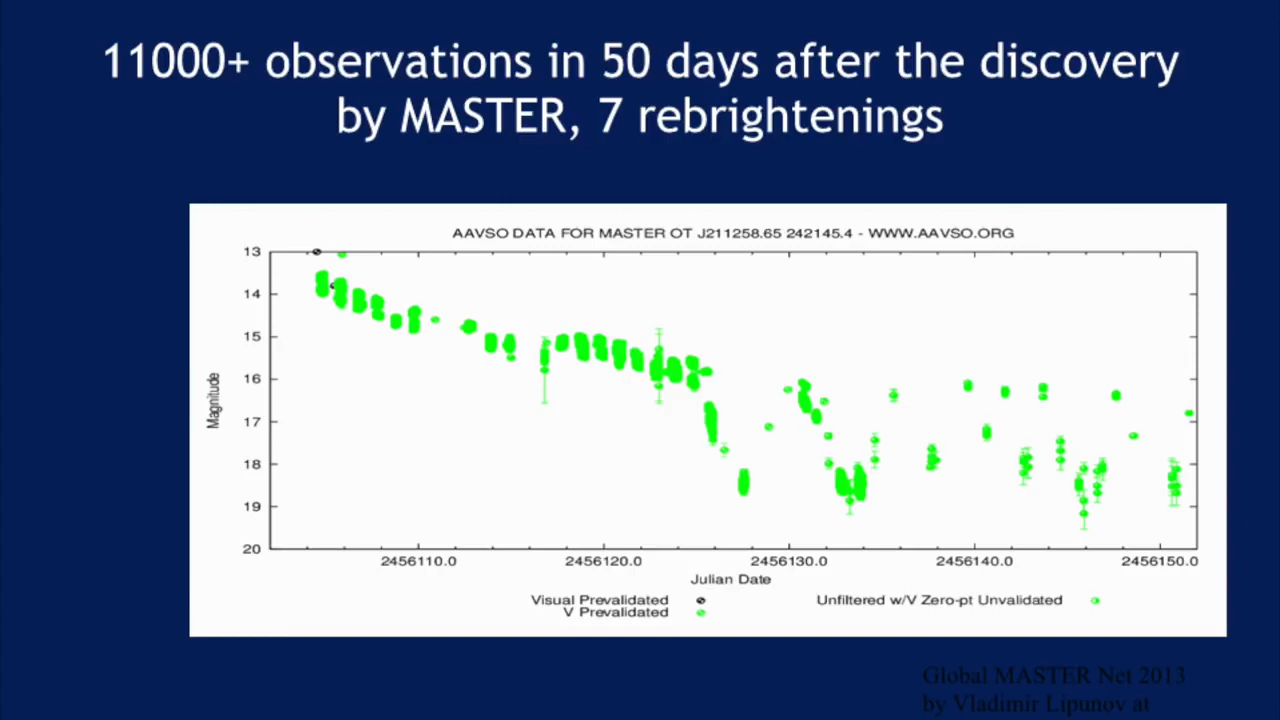 11000+ observations in 50 days after the discovery
by MASTER, 7 rebrightenings
AAVSO DATA FOR MASTER OT J211258.65 242145.4 - WWW.AAVSO.ORG
13
14
15
16
17
18
19
20
Magnitude
2456110.0 2456120.0 2456130.0 2456140.0 2456150.0
Julian Date
Visual Prevalidated
V Prevalidated
Unfiltered w/V Zero-pt Unvalidated
Global MASTER Net 2013
by Vladimir Lipunov at